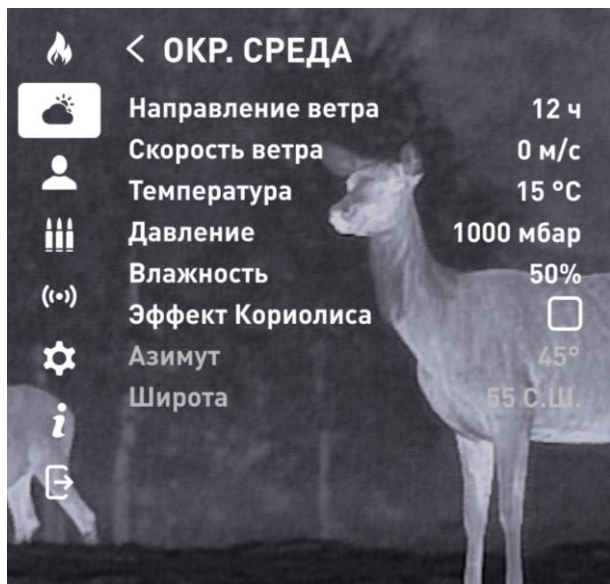 < ОКР. СРЕДА
Направление ветра 12 ч
Скорость ветра 0 м/с
Температура 15 °C
Давление 1000 мбар
Влажность 50%
Эффект Кориолиса
Азимут 45°
Широта 55 С.Ш.